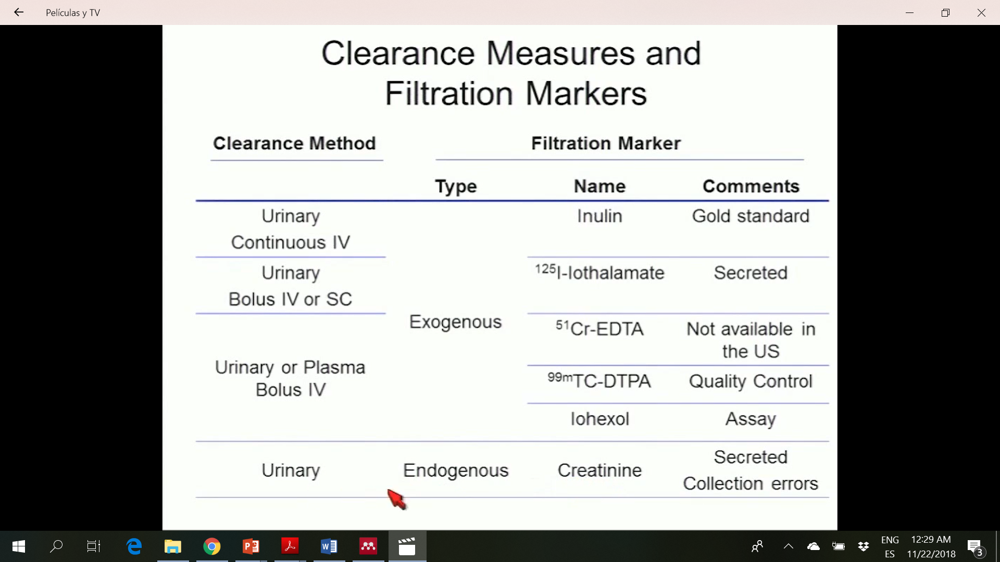 Películas y TV
Clearance Measures and
Filtration Markers
Clearance Method Filtration Marker
Type Name Comments
Urinary Inulin Gold standard
Continuous IV
Urinary ¹²⁵I-Iothalamate Secreted
Bolus IV or SC
Exogenous
⁵¹Cr-EDTA Not available in
the US
Urinary or Plasma
Bolus IV
⁹⁹ᵐTC-DTPA Quality Control
Iohexol Assay
Urinary Endogenous Creatinine Secreted
Collection errors
ENG 12:29 AM
ES 11/22/2018
3